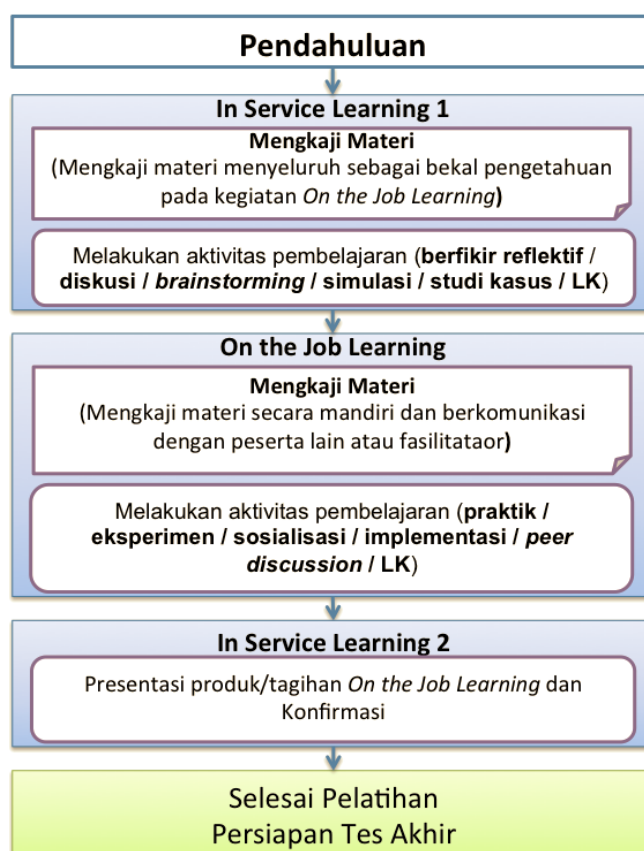 Pendahuluan
In Service Learning 1
Mengkaji Materi
(Mengkaji materi menyeluruh sebagai bekal pengetahuan
pada kegiatan On the Job Learning)
Melakukan aktivitas pembelajaran (berfikir reflektif /
diskusi / brainstorming / simulasi / studi kasus / LK)
On the Job Learning
Mengkaji Materi
(Mengkaji materi secara mandiri dan berkomunikasi
dengan peserta lain atau fasilitataor)
Melakukan aktivitas pembelajaran (praktik /
eksperimen / sosialisasi / implementasi / peer
discussion / LK)
In Service Learning 2
Presentasi produk/tagihan On the Job Learning dan
Konfirmasi
Selesai Pelatihan
Persiapan Tes Akhir